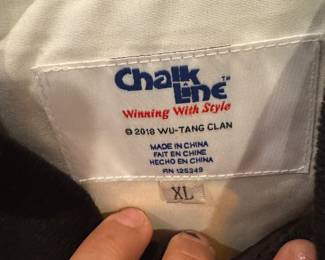 Chalk
Line™
Winning With Style
© 2018 WU-TANG CLAN
MADE IN CHINA
FAIT EN CHINE
HECHO EN CHINA
RN 125349
XL